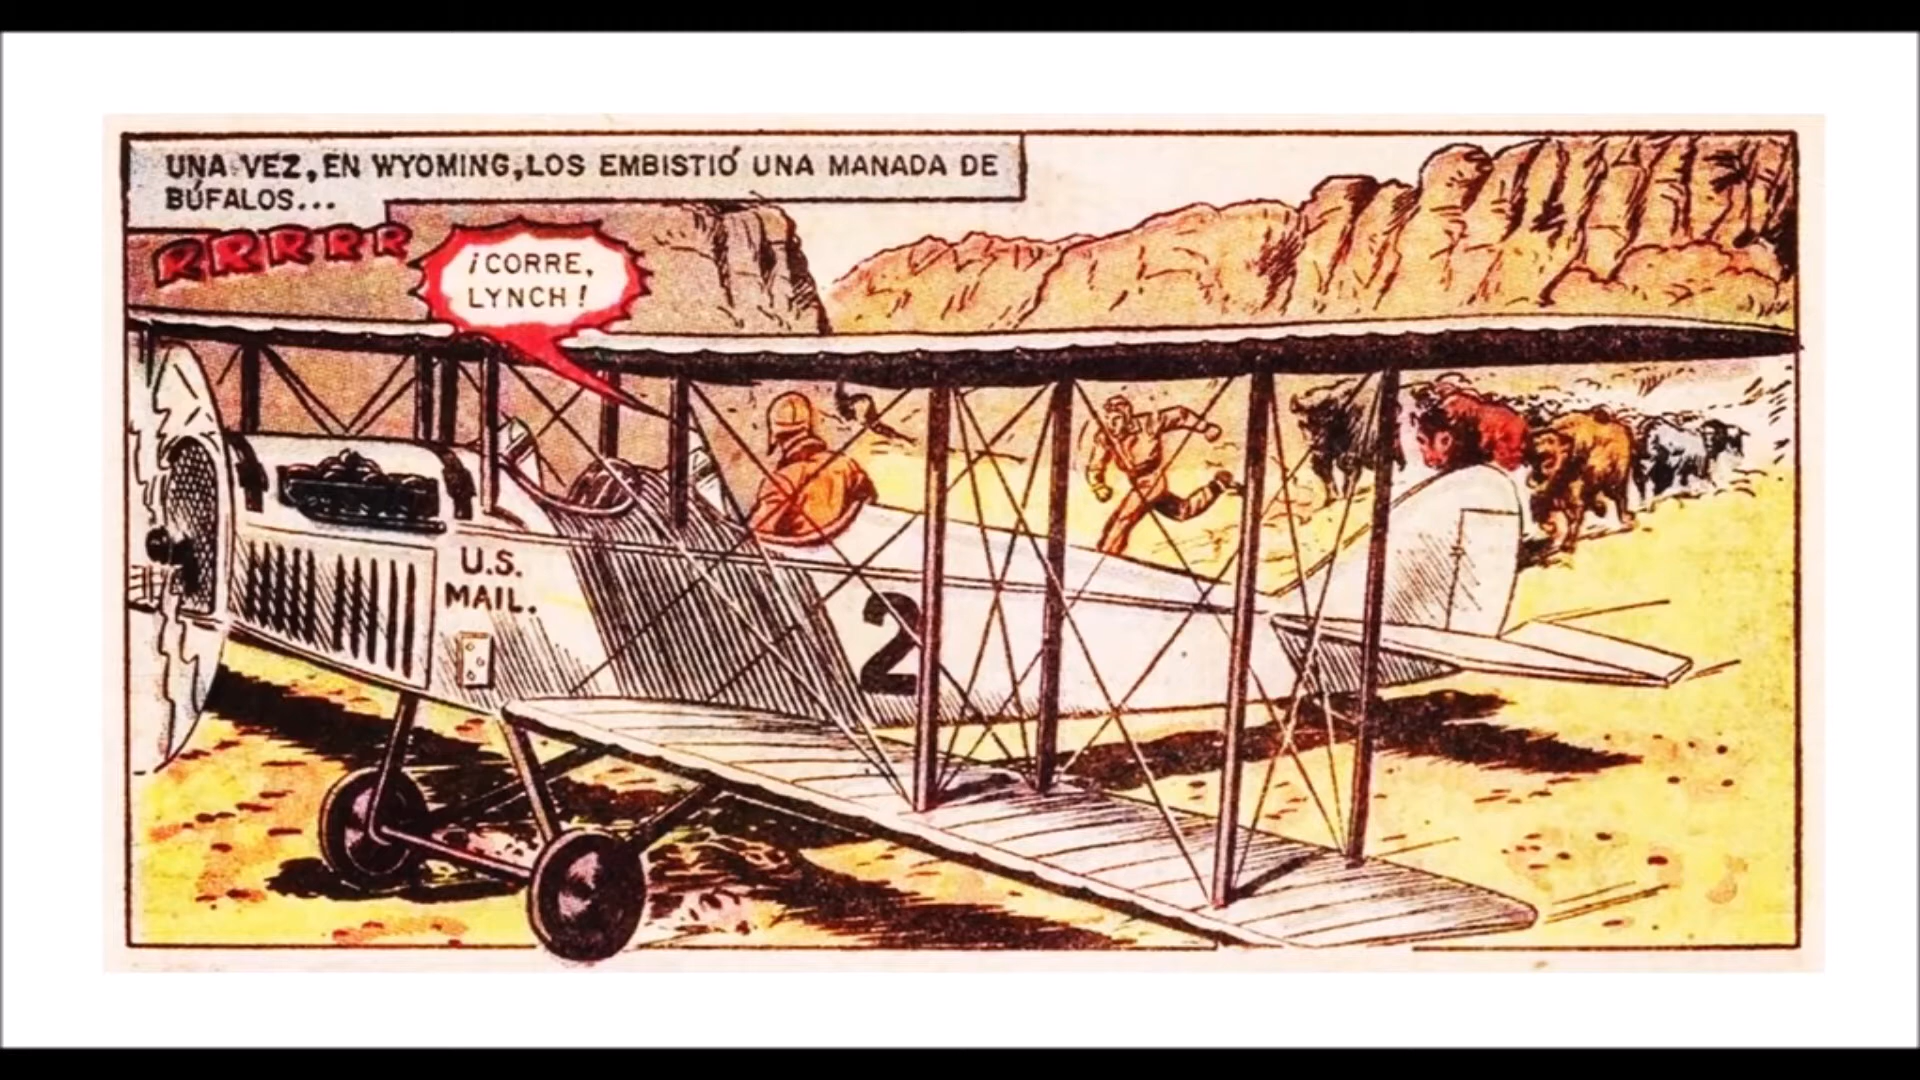 UNA VEZ, EN WYOMING, LOS EMBISTIÓ UNA MANADA DE
BÚFALOS...
RRRRR
¡CORRE,
LYNCH!
U.S.
MAIL.
2